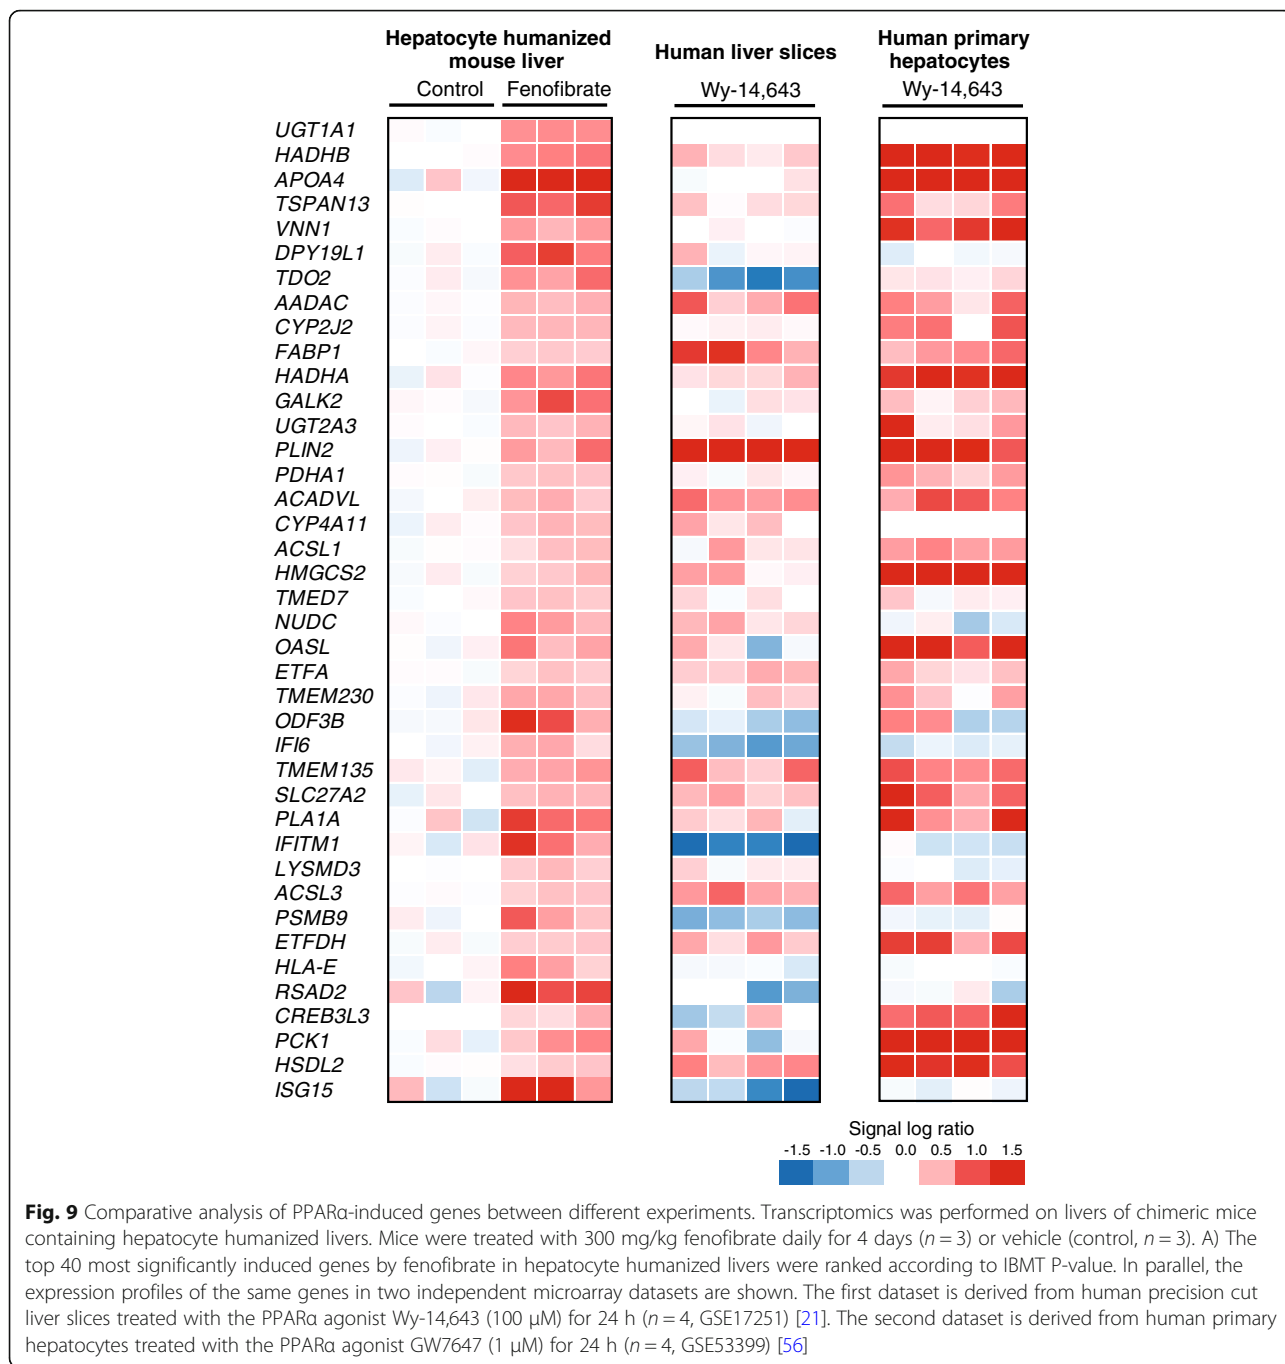 Hepatocyte humanized
mouse liver
Human liver slices
Human primary
hepatocytes
Control
Fenofibrate
Wy-14,643
Wy-14,643
UGT1A1
HADHB
APOA4
TSPAN13
VNN1
DPY19L1
TDO2
AADAC
CYP2J2
FABP1
HADHA
GALK2
UGT2A3
PLIN2
PDHA1
ACADVL
CYP4A11
ACSL1
HMGCS2
TMED7
NUDC
OASL
ETFA
TMEM230
ODF3B
IFI6
TMEM135
SLC27A2
PLA1A
IFITM1
LYSMD3
ACSL3
PSMB9
ETFDH
HLA-E
RSAD2
CREB3L3
PCK1
HSDL2
ISG15
Signal log ratio
-1.5 -1.0 -0.5 0.0 0.5 1.0 1.5
Fig. 9 Comparative analysis of PPARα-induced genes between different experiments. Transcriptomics was performed on livers of chimeric mice
containing hepatocyte humanized livers. Mice were treated with 300 mg/kg fenofibrate daily for 4 days (n = 3) or vehicle (control, n = 3). A) The
top 40 most significantly induced genes by fenofibrate in hepatocyte humanized livers were ranked according to IBMT P-value. In parallel, the
expression profiles of the same genes in two independent microarray datasets are shown. The first dataset is derived from human precision cut
liver slices treated with the PPARα agonist Wy-14,643 (100 μM) for 24 h (n = 4, GSE17251) [21]. The second dataset is derived from human primary
hepatocytes treated with the PPARα agonist GW7647 (1 μM) for 24 h (n = 4, GSE53399) [56]